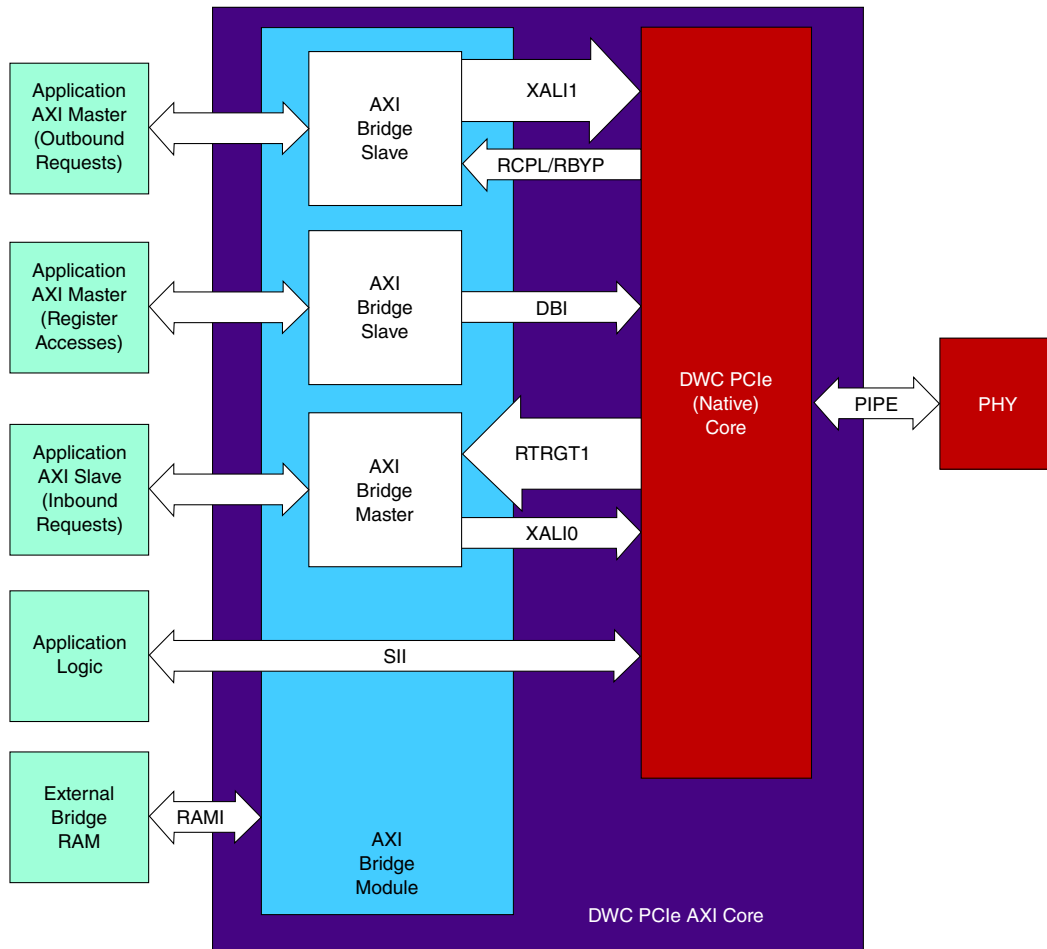 Application
AXI Master
(Outbound
Requests)
AXI
Bridge
Slave
XALI1
RCPL/RBYP
Application
AXI Master
(Register
Accesses)
AXI
Bridge
Slave
DBI
DWC PCIe
(Native)
Core
PIPE
PHY
Application
AXI Slave
(Inbound
Requests)
AXI
Bridge
Master
RTRGT1
XALI0
Application
Logic
SII
External
Bridge
RAM
RAMI
AXI
Bridge
Module
DWC PCIe AXI Core